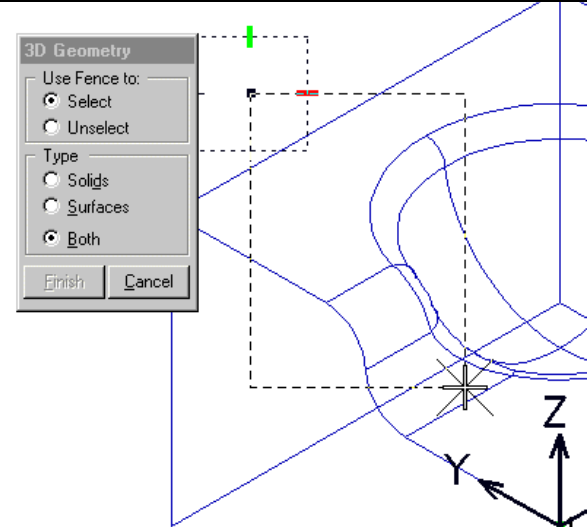 3D Geometry
Use Fence to:
Select
Unselect
Type
Solids
Surfaces
Both
Finish Cancel
Z
Y